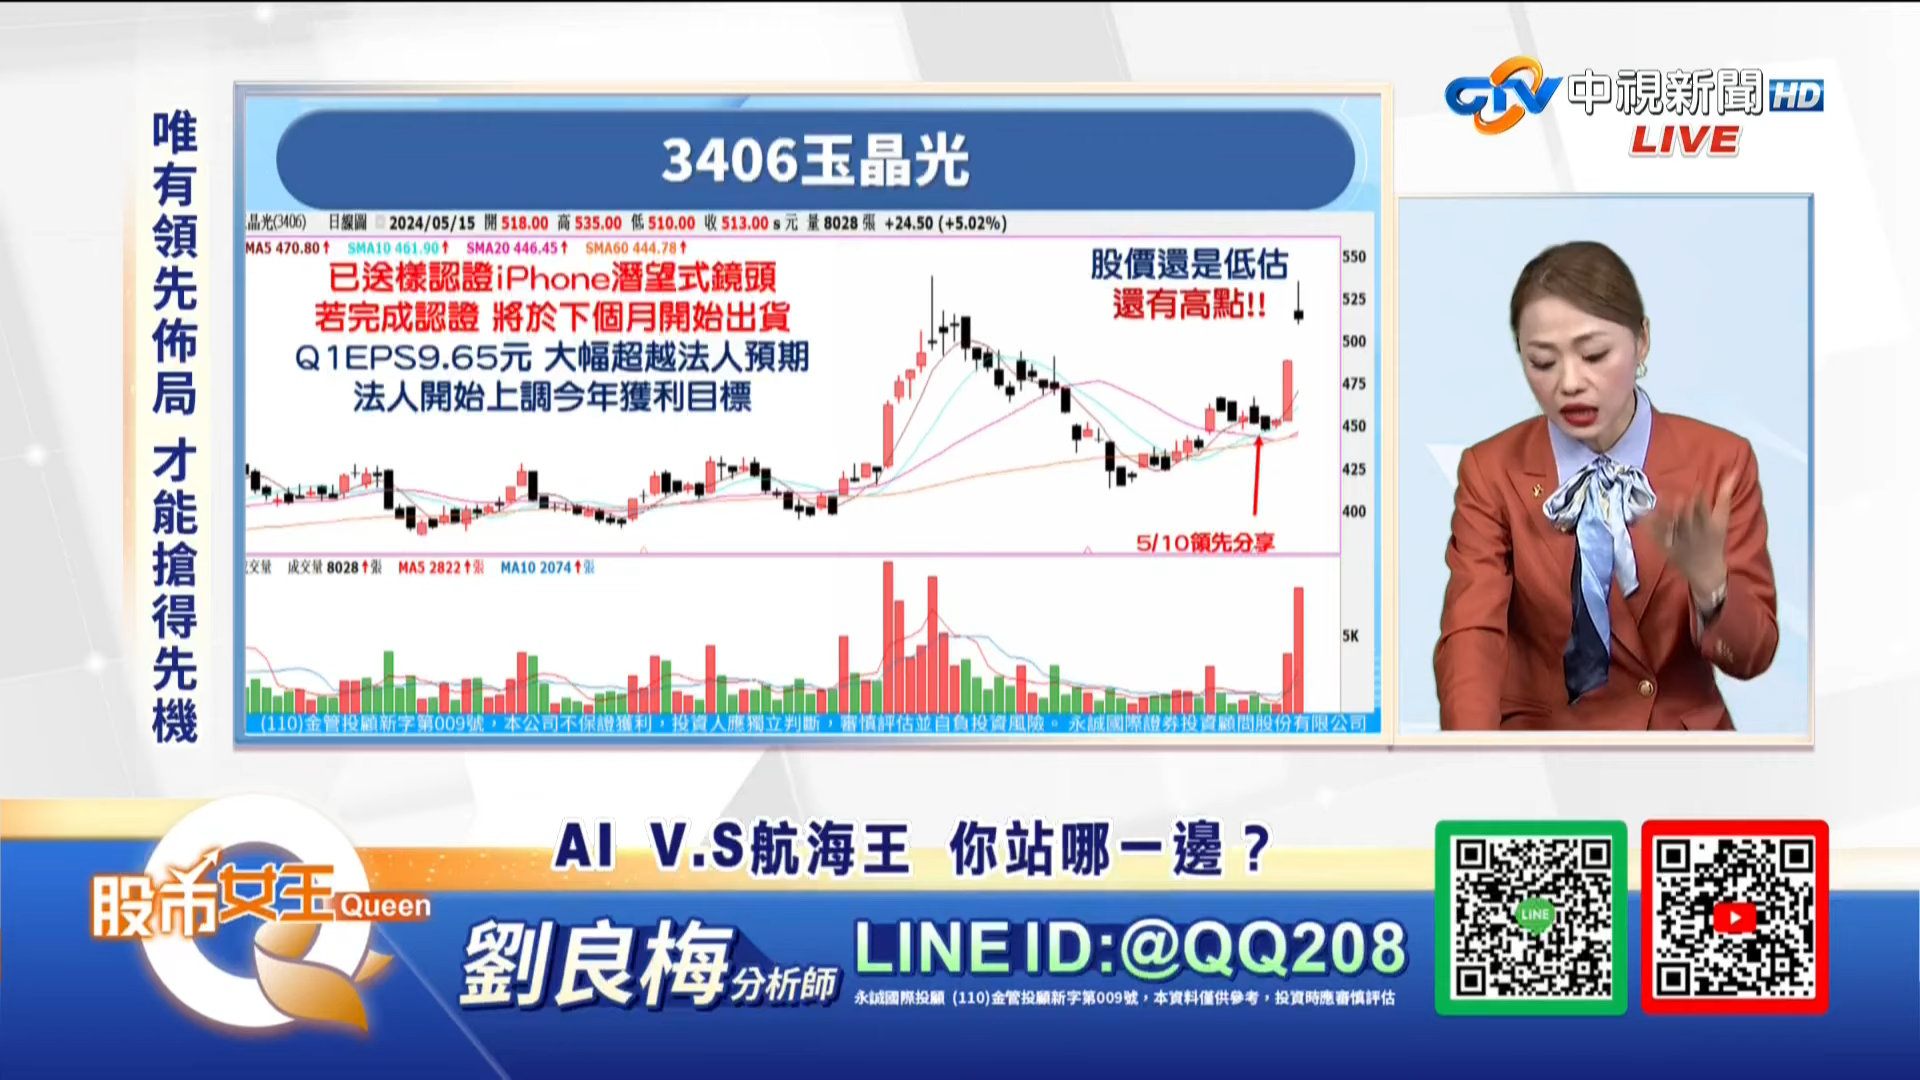 唯有領先佈局 才能搶得先機
CTV 中視新聞 HD
LIVE
3406玉晶光
晶光(3406) 日線圖 2024/05/15 開 518.00 高 535.00 低 510.00 收 513.00 s 元 量 8028 張 +24.50 (+5.02%)
MA5 470.80↑ SMA10 461.90↑ SMA20 446.45↑ SMA60 444.78↑
已送樣認證iPhone潛望式鏡頭
若完成認證 將於下個月開始出貨
Q1EPS9.65元 大幅超越法人預期
法人開始上調今年獲利目標
股價還是低估
還有高點!!
550
525
500
475
450
425
400
5/10領先分享
交量 成交量 8028↑張 MA5 2822↑張 MA10 2074↑張
5K
(110)金管投顧新字第009號，本公司不保證獲利，投資人應獨立判斷，審慎評估並自負投資風險。 永誠國際證券投資顧問股份有限公司
AI V.S航海王 你站哪一邊？
股市女王Queen
劉良梅分析師
LINE ID:@QQ208
永誠國際投顧 (110)金管投顧新字第009號，本資料僅供參考，投資時應審慎評估
LINE